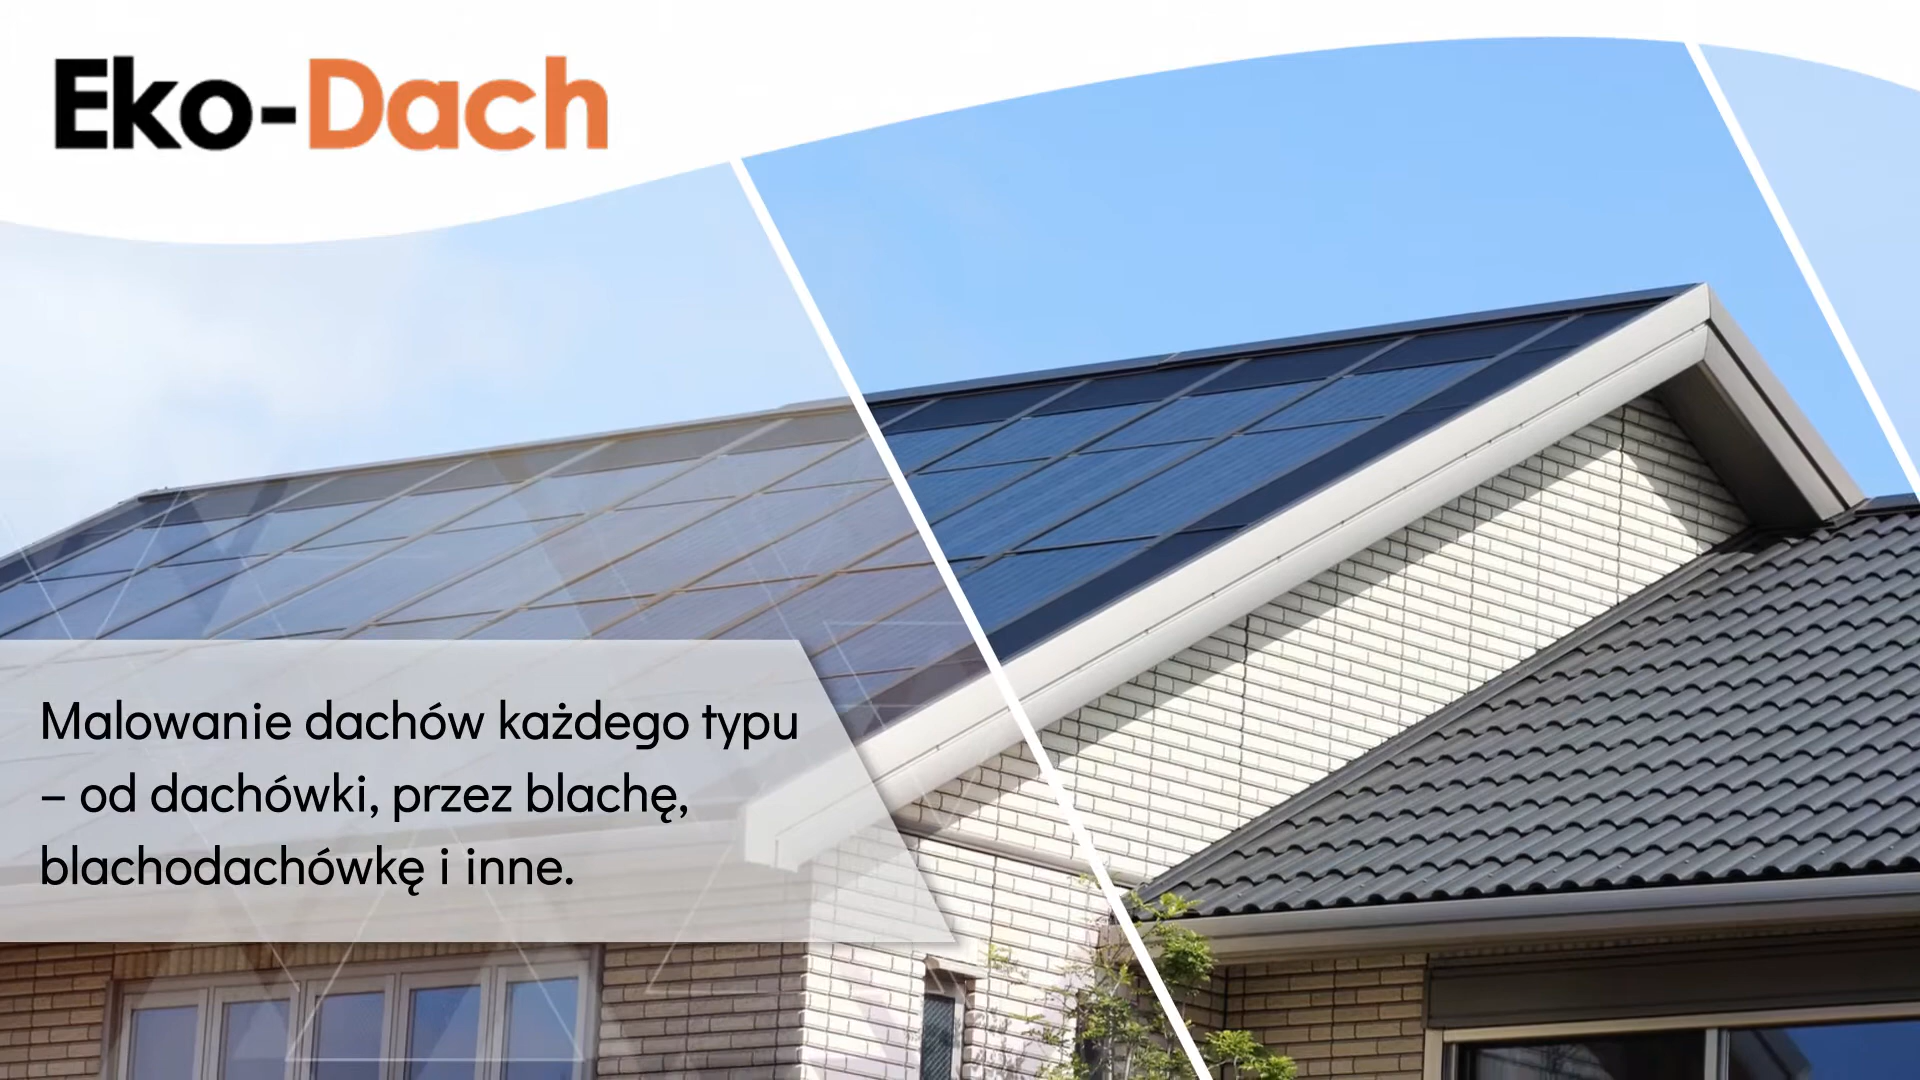 Eko-Dach
Malowanie dachów każdego typu
– od dachówki, przez blachę,
blachodachówkę i inne.